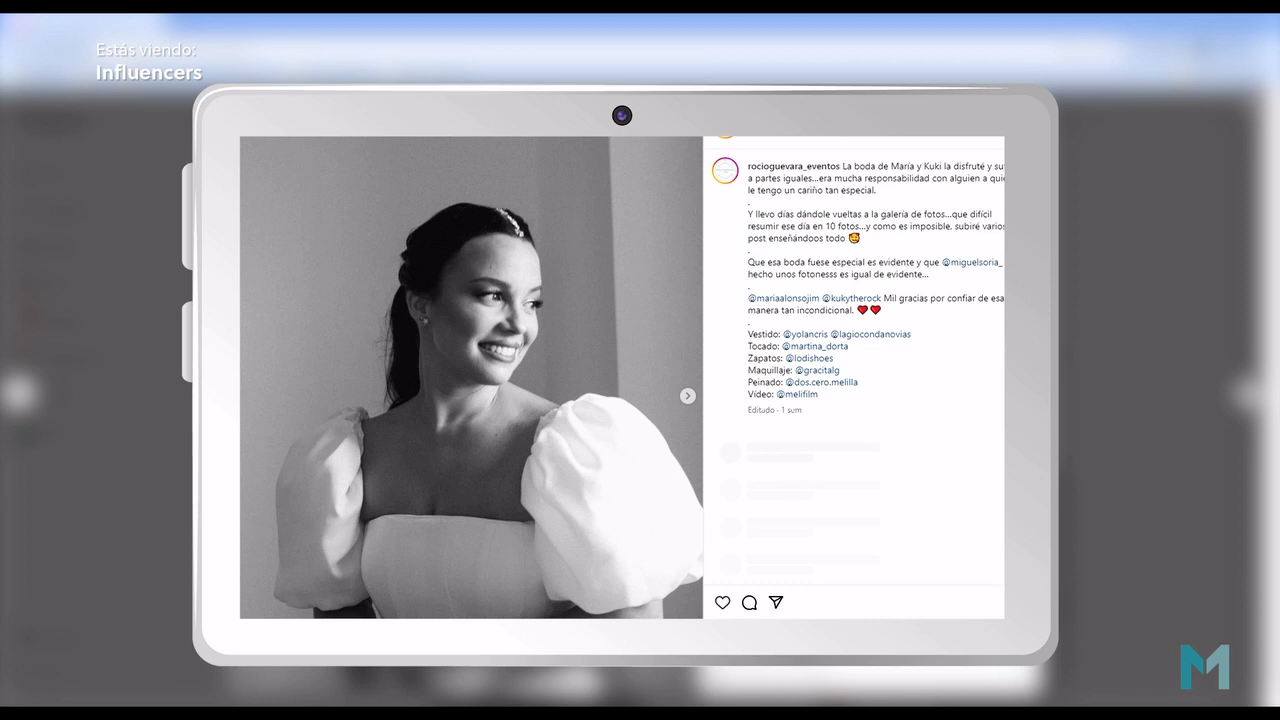 Estás viendo:
Influencers
rocioguevara_eventos La boda de María y Kuki la disfruté y su
a partes iguales...era mucha responsabilidad con alguien a quie
le tengo un cariño tan especial.
.
Y llevo días dándole vueltas a la galería de fotos...que difícil
resumir ese día en 10 fotos...y como es imposible, subiré varios
post enseñándoos todo 🥰
.
Que esa boda fuese especial es evidente y que @miguelsoria_
hecho unos fotonesss es igual de evidente...
.
@mariaalonsojim @kukytherock Mil gracias por confiar de esa
manera tan incondicional. ❤️❤️
.
Vestido: @yolancris @lagiocondanovias
Tocado: @martina_dorta
Zapatos: @lodishoes
Maquillaje: @gracitalg
Peinado: @dos.cero.melilla
Vídeo: @melifilm
Editado · 1 sem